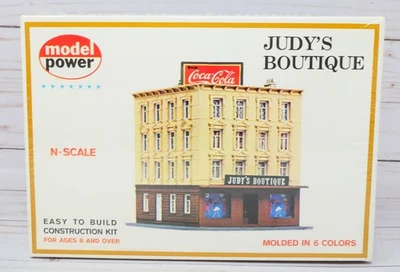 model
power
JUDY'S
BOUTIQUE
Coca-Cola
N-SCALE
JUDY'S BOUTIQUE
EASY TO BUILD
CONSTRUCTION KIT
FOR AGES 8 AND OVER
MOLDED IN 6 COLORS